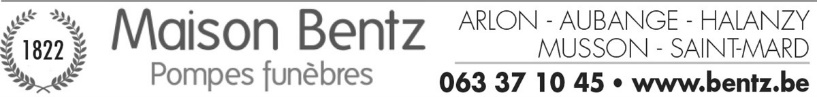 1822
Maison Bentz
Pompes funèbres
ARLON - AUBANGE - HALANZY
MUSSON - SAINT-MARD
063 37 10 45 • www.bentz.be